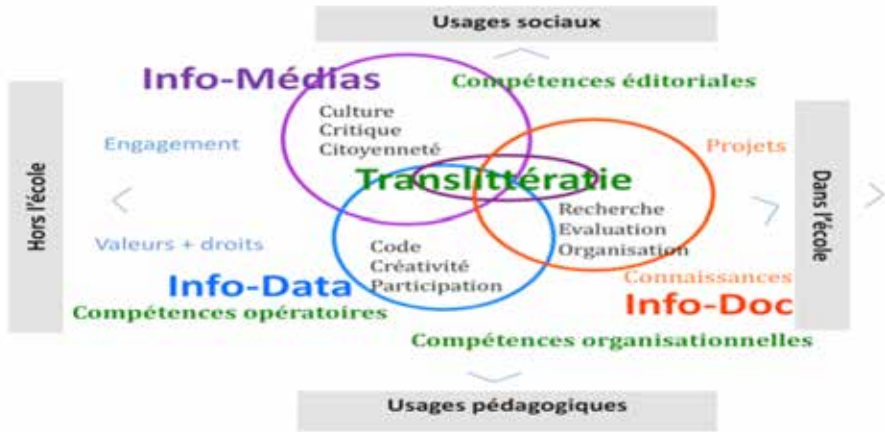 Usages sociaux
Info-Médias
Compétences éditoriales
Culture
Critique
Citoyenneté
Engagement
Projets
Hors l'école
Dans l'école
Translittératie
Recherche
Evaluation
Organisation
Valeurs + droits
Code
Créativité
Participation
Connaissances
Info-Data
Info-Doc
Compétences opératoires
Compétences organisationnelles
Usages pédagogiques